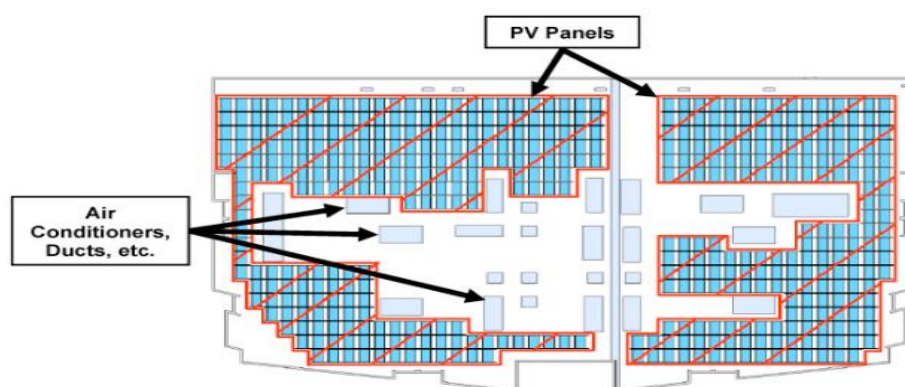 PV Panels
Air
Conditioners,
Ducts, etc.